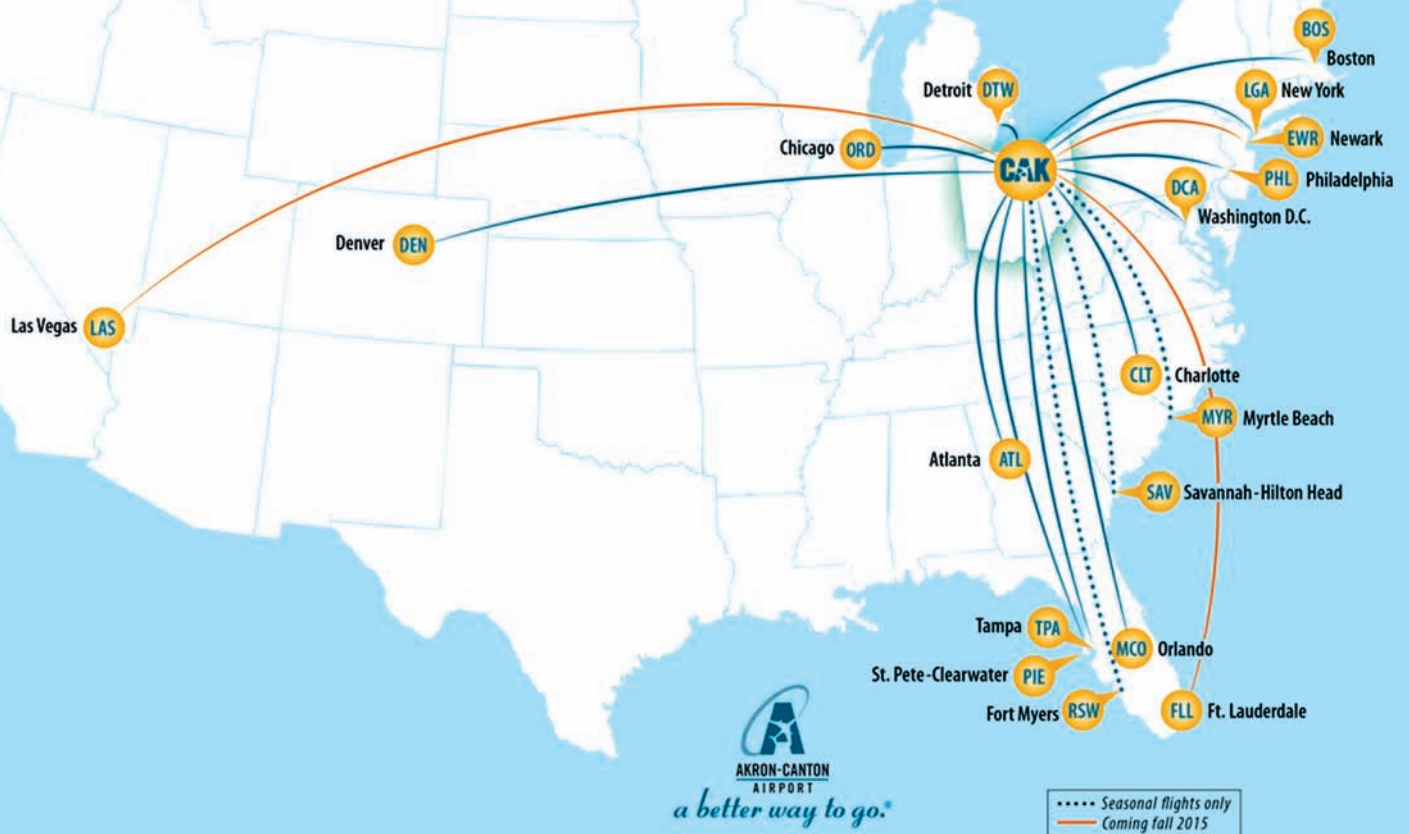 BOS
Boston
Detroit DTW
LGA New York
EWR Newark
Chicago ORD
CAK
PHL Philadelphia
DCA
Washington D.C.
Denver DEN
Las Vegas LAS
CLT Charlotte
MYR Myrtle Beach
Atlanta ATL
SAV Savannah-Hilton Head
Tampa TPA
MCO Orlando
St. Pete-Clearwater PIE
Fort Myers RSW
FLL Ft. Lauderdale
A
AKRON-CANTON
AIRPORT
a better way to go.®
Seasonal flights only
Coming fall 2015